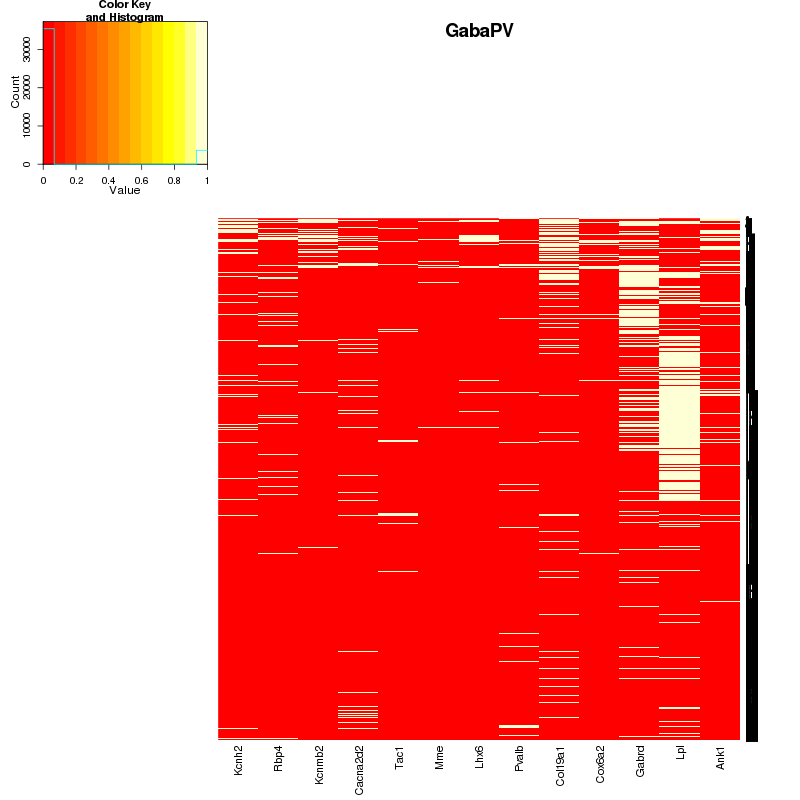 Color Key
and Histogram
GabaPV
Count
0
10000
20000
30000
0 0.2 0.4 0.6 0.8 1
Value
Kcnh2
Rbp4
Kcnmb2
Cacna2d2
Tac1
Mme
Lhx6
Pvalb
Col19a1
Cox6a2
Gabrd
Lpl
Ank1